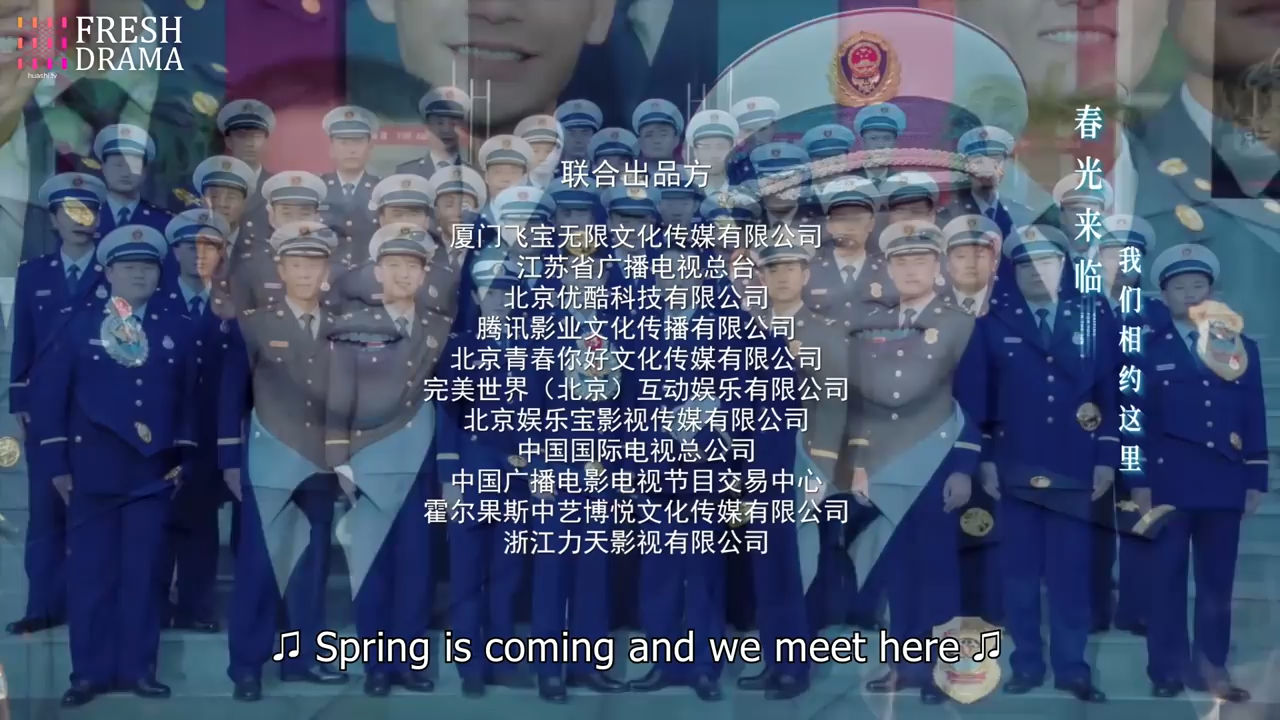 FRESH
DRAMA
huashi.tv
联合出品方
厦门飞宝无限文化传媒有限公司
江苏省广播电视总台
北京优酷科技有限公司
腾讯影业文化传播有限公司
北京青春你好文化传媒有限公司
完美世界（北京）互动娱乐有限公司
北京娱乐宝影视传媒有限公司
中国国际电视总公司
中国广播电影电视节目交易中心
霍尔果斯中艺博悦文化传媒有限公司
浙江力天影视有限公司
春光来临
我们相约这里
♫ Spring is coming and we meet here ♫